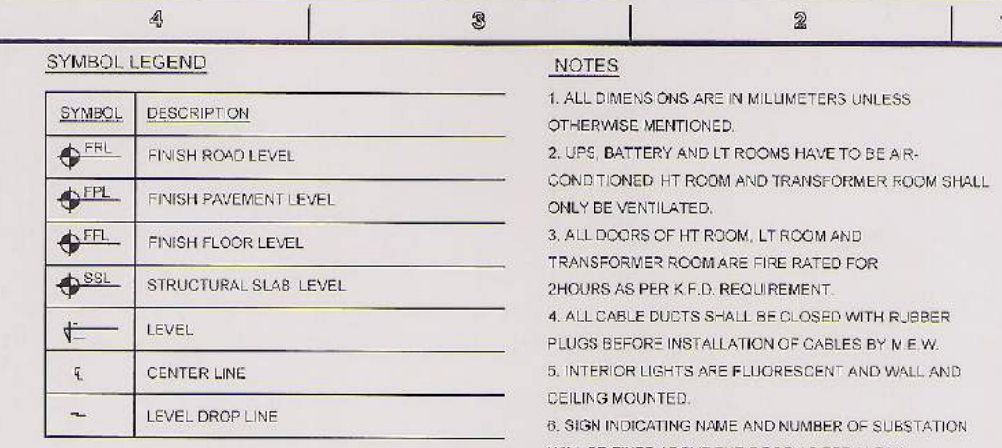 4 3 2
SYMBOL LEGEND
SYMBOL DESCRIPTION
FRL FINISH ROAD LEVEL
FPL FINISH PAVEMENT LEVEL
FFL FINISH FLOOR LEVEL
SSL STRUCTURAL SLAB LEVEL
LEVEL
CENTER LINE
LEVEL DROP LINE
NOTES
1. ALL DIMENSIONS ARE IN MILLIMETERS UNLESS
OTHERWISE MENTIONED.
2. UPS, BATTERY AND LT ROOMS HAVE TO BE AIR-
CONDITIONED. HT ROOM AND TRANSFORMER ROOM SHALL
ONLY BE VENTILATED.
3. ALL DOORS OF HT ROOM, LT ROOM AND
TRANSFORMER ROOM ARE FIRE RATED FOR
2HOURS AS PER K.F.D. REQUIREMENT.
4. ALL CABLE DUCTS SHALL BE CLOSED WITH RUBBER
PLUGS BEFORE INSTALLATION OF CABLES BY M.E.W.
5. INTERIOR LIGHTS ARE FLUORESCENT AND WALL AND
CEILING MOUNTED.
6. SIGN INDICATING NAME AND NUMBER OF SUBSTATION